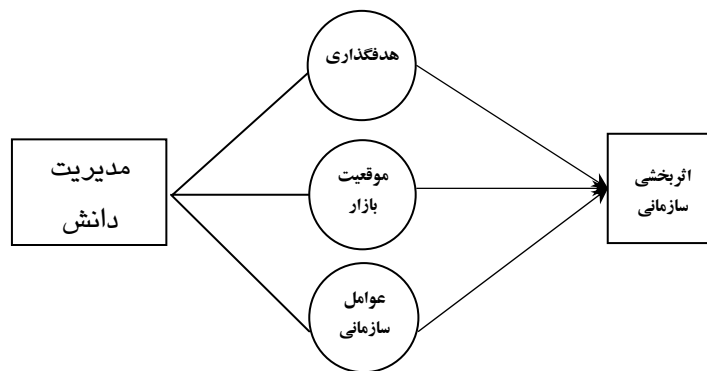 هدفگذاری
مدیریت
دانش
موقعیت
بازار
اثربخشی
سازمانی
عوامل
سازمانی